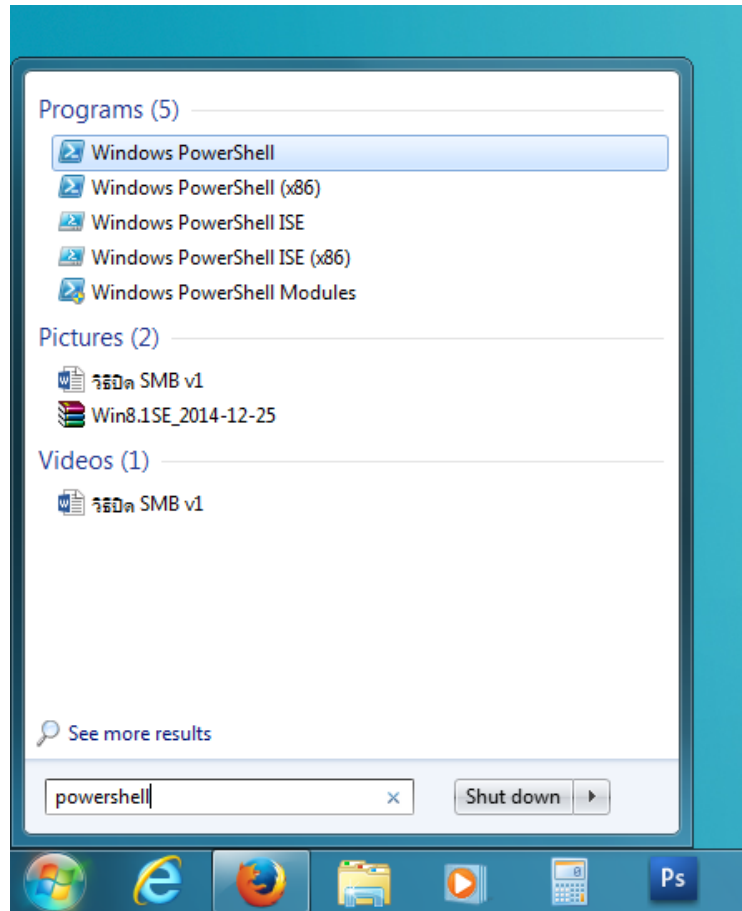 Programs (5)
Windows PowerShell
Windows PowerShell (x86)
Windows PowerShell ISE
Windows PowerShell ISE (x86)
Windows PowerShell Modules
Pictures (2)
วิธีปิด SMB v1
Win8.1SE_2014-12-25
Videos (1)
วิธีปิด SMB v1
See more results
powershell
Shut down
Ps